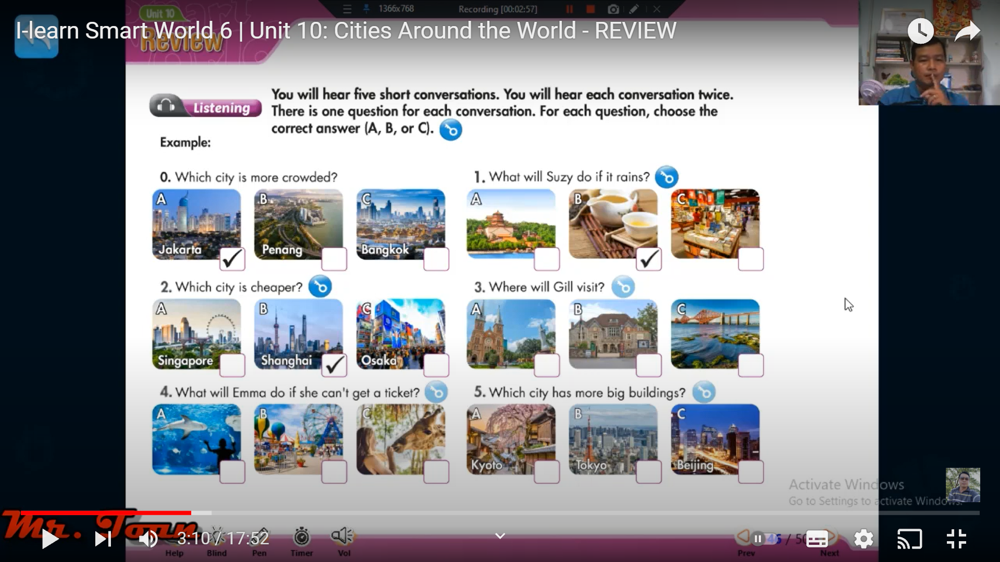 Unit 10
1366x768
Recording [00:02:57]
I-learn Smart World 6 | Unit 10: Cities Around the World - REVIEW
Review
Listening
You will hear five short conversations. You will hear each conversation twice.
There is one question for each conversation. For each question, choose the
correct answer (A, B, or C).
Example:
0. Which city is more crowded?
A
Jakarta
B
Penang
C
Bangkok
1. What will Suzy do if it rains?
A
B
C
2. Which city is cheaper?
A
Singapore
B
Shanghai
C
Osaka
3. Where will Gill visit?
A
B
C
4. What will Emma do if she can't get a ticket?
A
B
C
5. Which city has more big buildings?
A
Kyoto
B
Tokyo
C
Beijing
Activate Windows
Go to Settings to activate Windows.
Mr. Toan
3:10 / 17:52
Help
Blind
Pen
Timer
Vol
Prev
Next